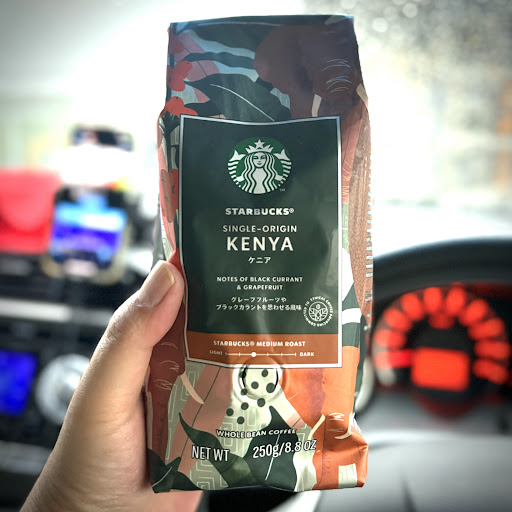 STARBUCKS®
SINGLE-ORIGIN
KENYA
ケニア
NOTES OF BLACK CURRANT
& GRAPEFRUIT
グレープフルーツや
ブラックカラントを思わせる風味
STARBUCKS® MEDIUM ROAST
LIGHT DARK
WHOLE BEAN COFFEE
NET WT 250g/8.8 OZ